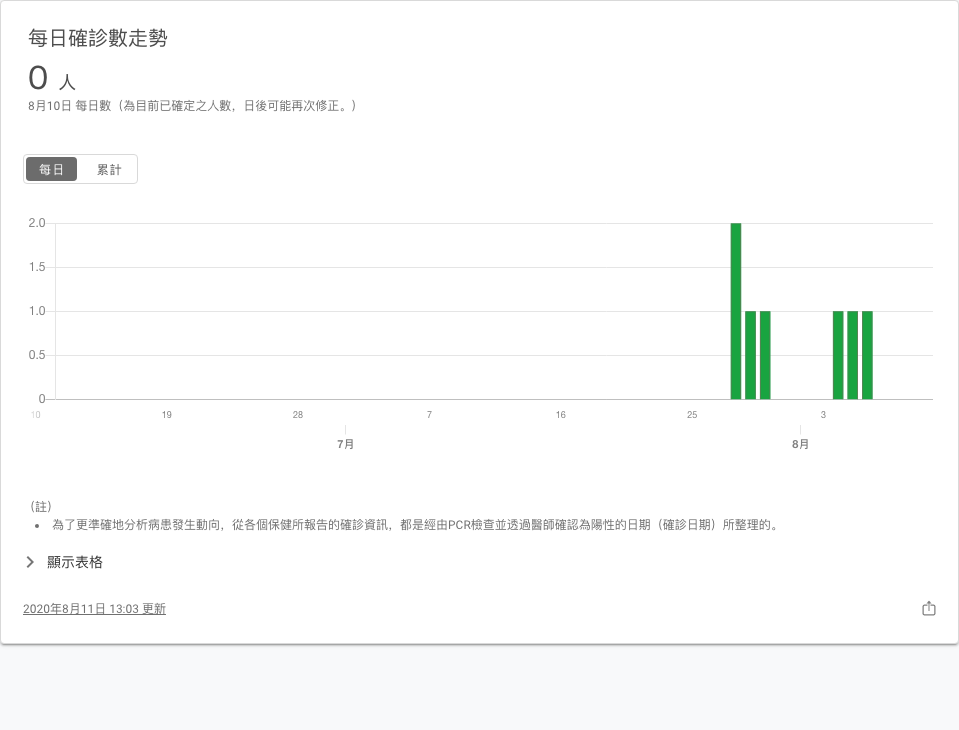 每日確診數走勢
0 人
8月10日 每日數（為目前已確定之人數，日後可能再次修正。）
每日 累計
2.0
1.5
1.0
0.5
0
10 19 28 7 16 25 3
7月 8月
（註）
• 為了更準確地分析病患發生動向，從各個保健所報告的確診資訊，都是經由PCR檢查並透過醫師確認為陽性的日期（確診日期）所整理的。
顯示表格
2020年8月11日 13:03 更新